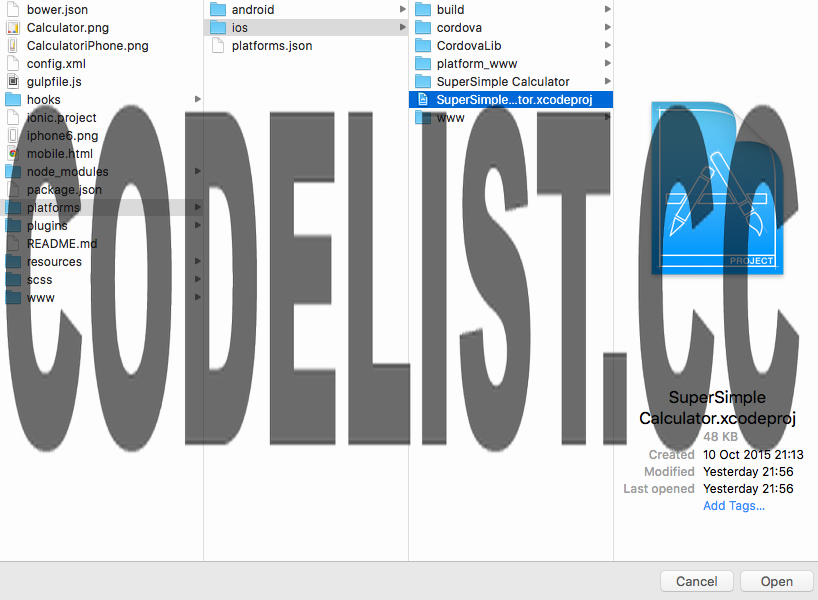 bower.json
Calculator.png
CalculatoriPhone.png
config.xml
gulpfile.js
hooks
ionic.project
iphone6.png
mobile.html
node_modules
package.json
platforms
plugins
README.md
resources
scss
www
android
ios
platforms.json
build
cordova
CordovaLib
platform_www
SuperSimple Calculator
SuperSimple...tor.xcodeproj
www
PROJECT
SuperSimple
Calculator.xcodeproj
48 KB
Created 10 Oct 2015 21:13
Modified Yesterday 21:56
Last opened Yesterday 21:56
Add Tags...
Cancel
Open
CODELIST.CC